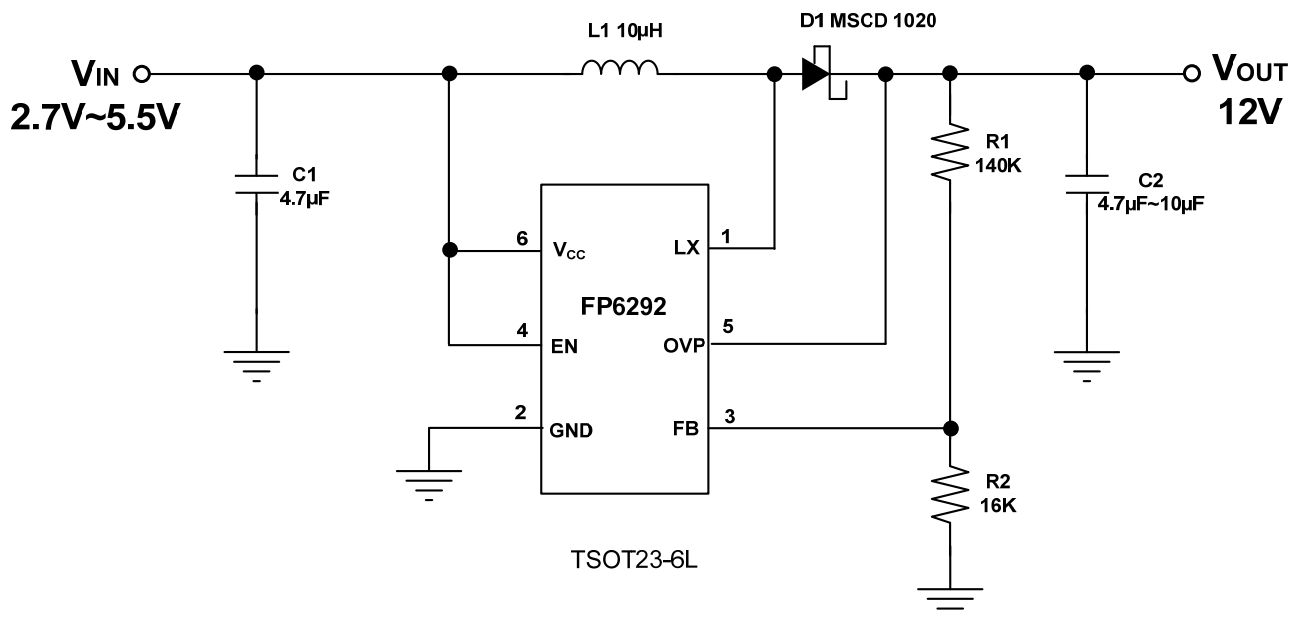 D1 MSCD 1020
L1 10µH
VIN
2.7V~5.5V
VOUT
12V
C1
4.7µF
R1
140K
C2
4.7µF~10µF
6
VCC
LX
1
FP6292
4
EN
OVP
5
2
GND
FB
3
R2
16K
TSOT23-6L